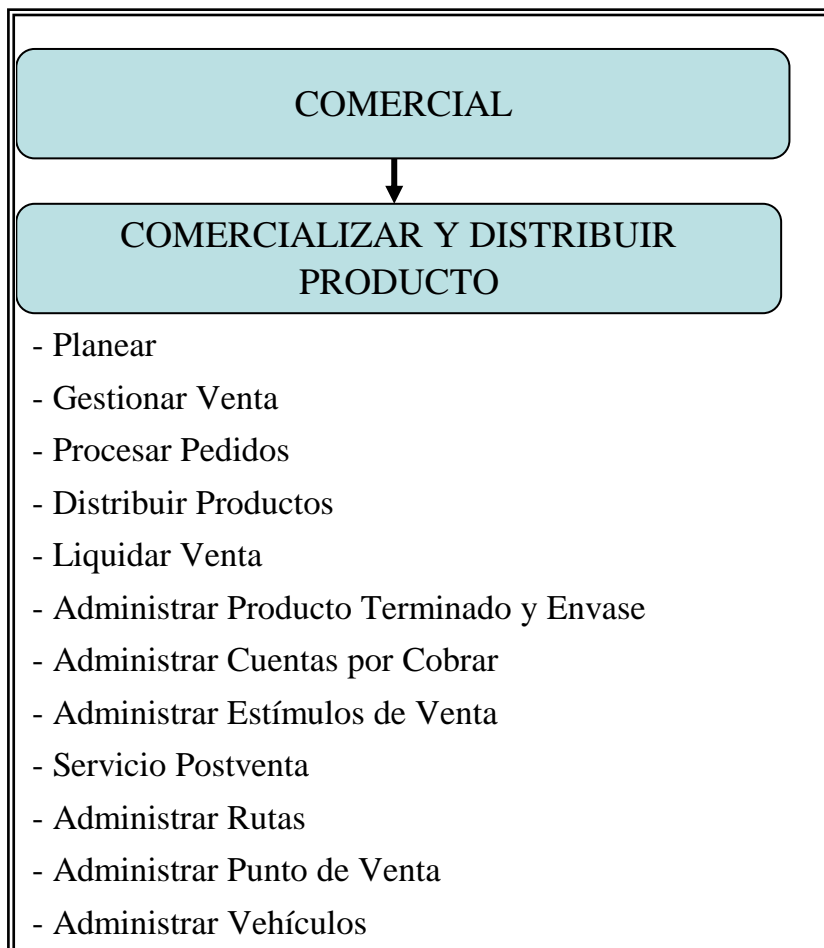 COMERCIAL
COMERCIALIZAR Y DISTRIBUIR
PRODUCTO
- Planear
- Gestionar Venta
- Procesar Pedidos
- Distribuir Productos
- Liquidar Venta
- Administrar Producto Terminado y Envase
- Administrar Cuentas por Cobrar
- Administrar Estímulos de Venta
- Servicio Postventa
- Administrar Rutas
- Administrar Punto de Venta
- Administrar Vehículos